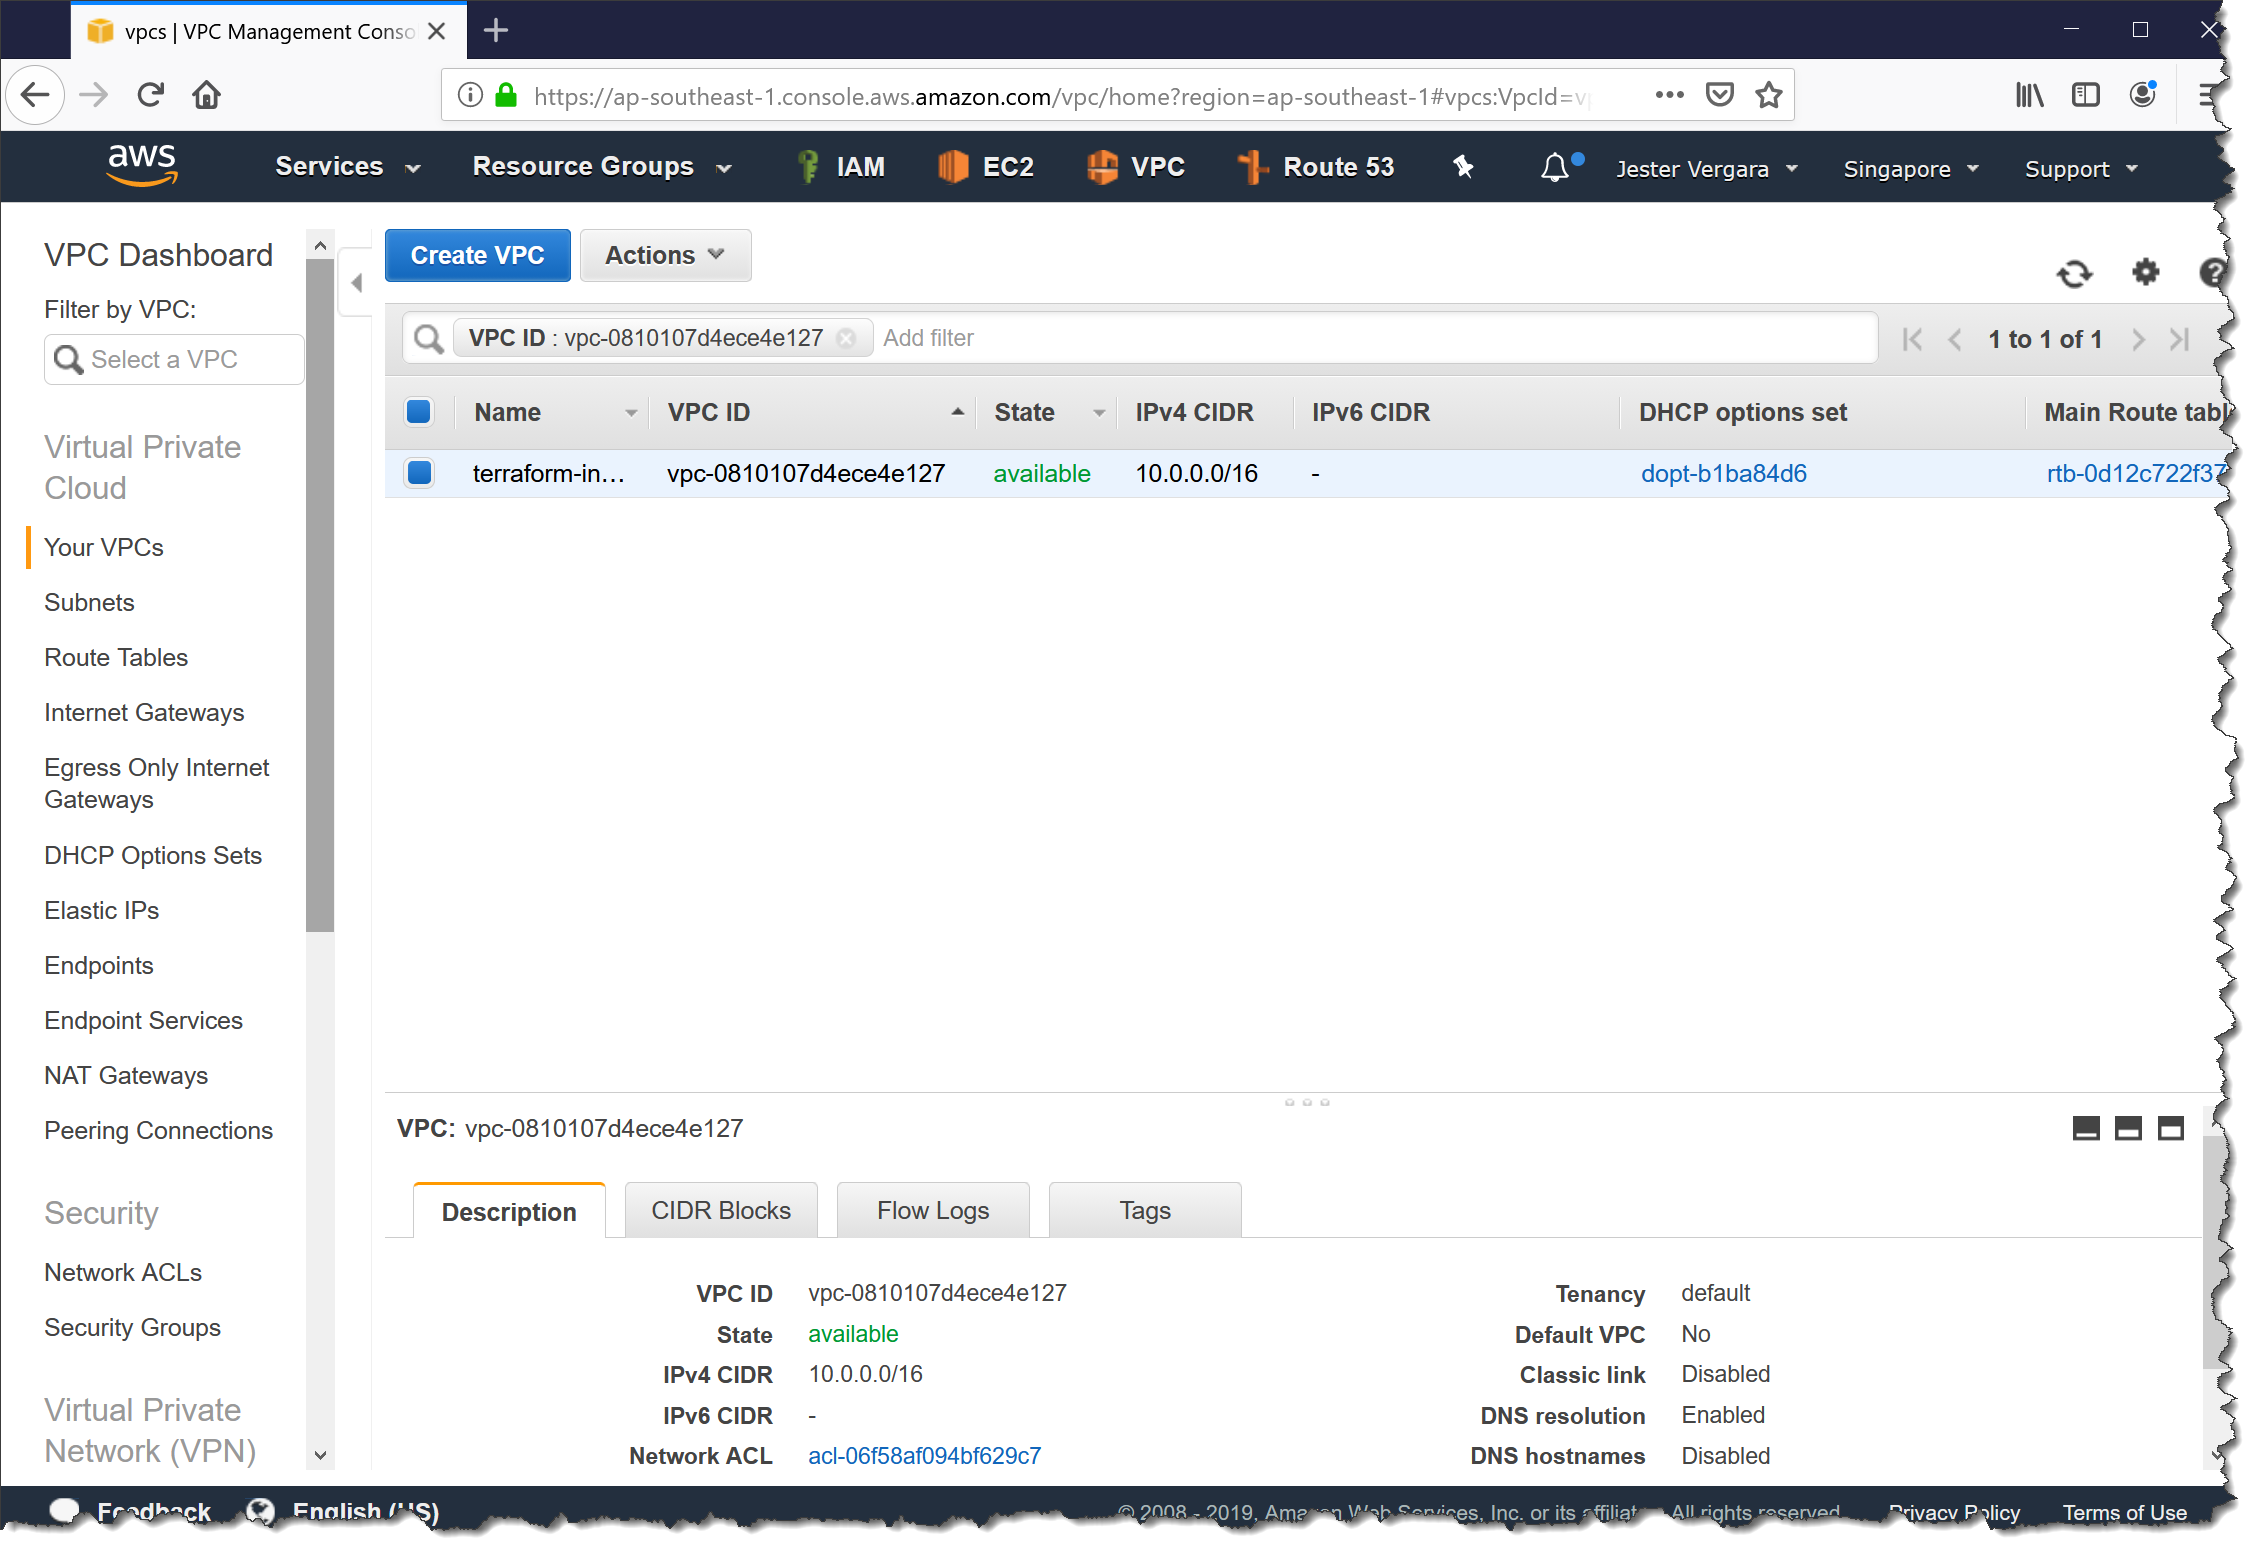 vpcs | VPC Management Conso
https://ap-southeast-1.console.aws.amazon.com/vpc/home?region=ap-southeast-1#vpcs:VpcId=v
aws Services Resource Groups IAM EC2 VPC Route 53 Jester Vergara Singapore Support
VPC Dashboard
Filter by VPC:
Select a VPC
Virtual Private
Cloud
Your VPCs
Subnets
Route Tables
Internet Gateways
Egress Only Internet
Gateways
DHCP Options Sets
Elastic IPs
Endpoints
Endpoint Services
NAT Gateways
Peering Connections
Security
Network ACLs
Security Groups
Virtual Private
Network (VPN)
Create VPC Actions
VPC ID : vpc-0810107d4ece4e127 Add filter 1 to 1 of 1
Name VPC ID State IPv4 CIDR IPv6 CIDR DHCP options set Main Route tabl
terraform-in… vpc-0810107d4ece4e127 available 10.0.0.0/16 - dopt-b1ba84d6 rtb-0d12c722f37
VPC: vpc-0810107d4ece4e127
Description CIDR Blocks Flow Logs Tags
VPC ID vpc-0810107d4ece4e127 Tenancy default
State available Default VPC No
IPv4 CIDR 10.0.0.0/16 Classic link Disabled
IPv6 CIDR - DNS resolution Enabled
Network ACL acl-06f58af094bf629c7 DNS hostnames Disabled
Feedback English (US) © 2008 - 2019, Amazon Web Services, Inc. or its affiliat All rights reserved Privacy Policy Terms of Use